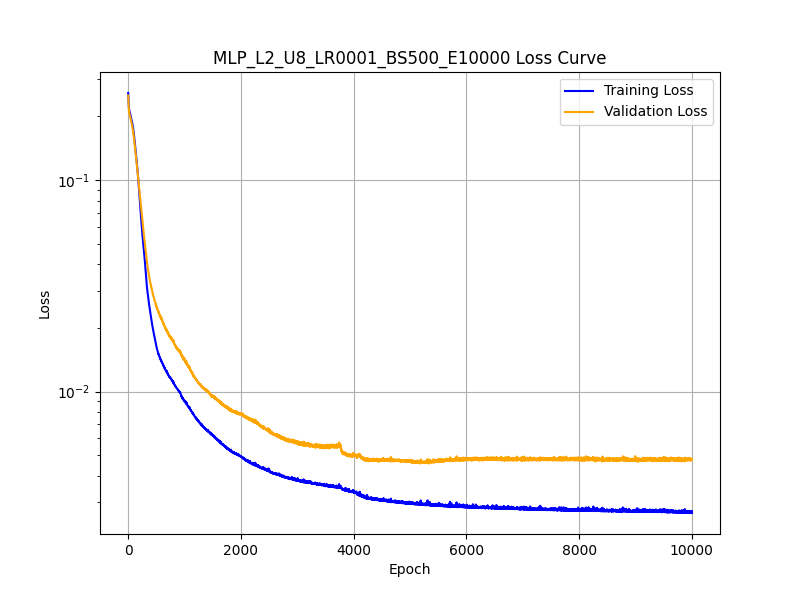 MLP_L2_U8_LR0001_BS500_E10000 Loss Curve
Training Loss
Validation Loss
10⁻¹
10⁻²
Loss
0 2000 4000 6000 8000 10000
Epoch